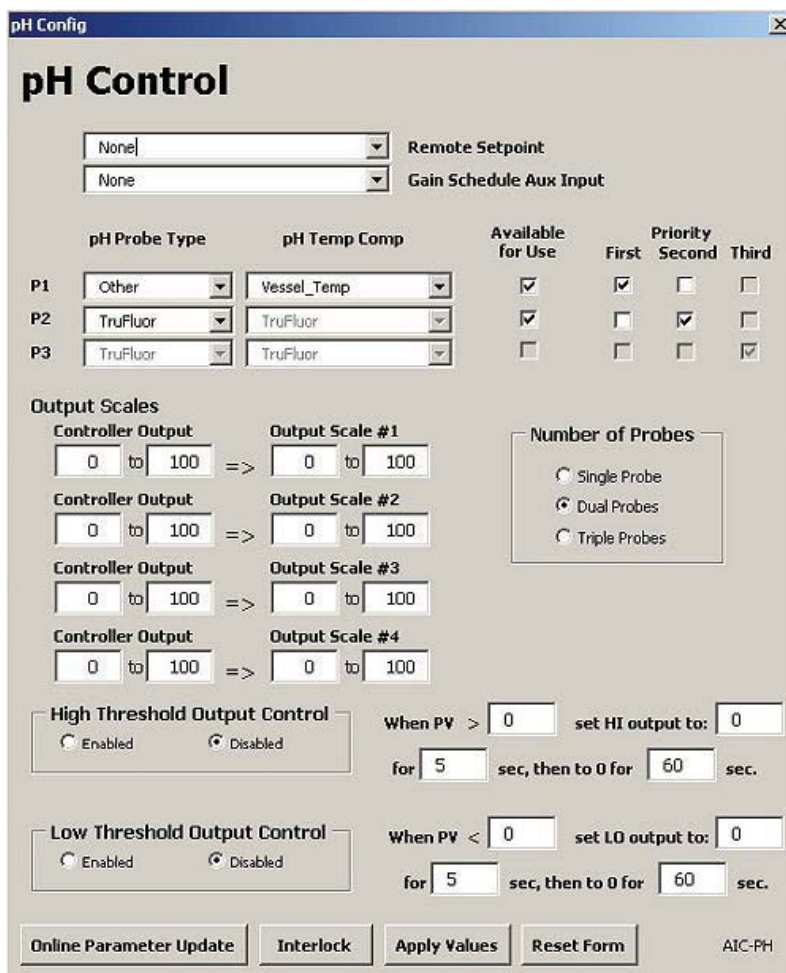 pH Config
pH Control
None Remote Setpoint
None Gain Schedule Aux Input
pH Probe Type pH Temp Comp Available for Use Priority First Second Third
P1 Other Vessel_Temp
P2 TruFluor TruFluor
P3 TruFluor TruFluor
Output Scales
Controller Output Output Scale #1
0 to 100 => 0 to 100
Controller Output Output Scale #2
0 to 100 => 0 to 100
Controller Output Output Scale #3
0 to 100 => 0 to 100
Controller Output Output Scale #4
0 to 100 => 0 to 100
Number of Probes
Single Probe
Dual Probes
Triple Probes
High Threshold Output Control
Enabled Disabled
When PV > 0 set HI output to: 0
for 5 sec, then to 0 for 60 sec.
Low Threshold Output Control
Enabled Disabled
When PV < 0 set LO output to: 0
for 5 sec, then to 0 for 60 sec.
Online Parameter Update Interlock Apply Values Reset Form AIC-PH